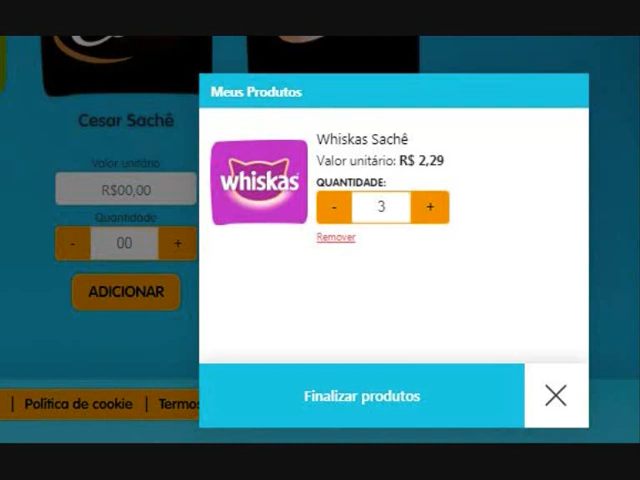 Meus Produtos
Whiskas Sachê
Valor unitário: R$ 2,29
QUANTIDADE:
- 3 +
Remover
whiskas
Finalizar produtos
Cesar Sachê
Valor unitário
R$00,00
Quantidade
- 00 +
ADICIONAR
| Política de cookie | Termos